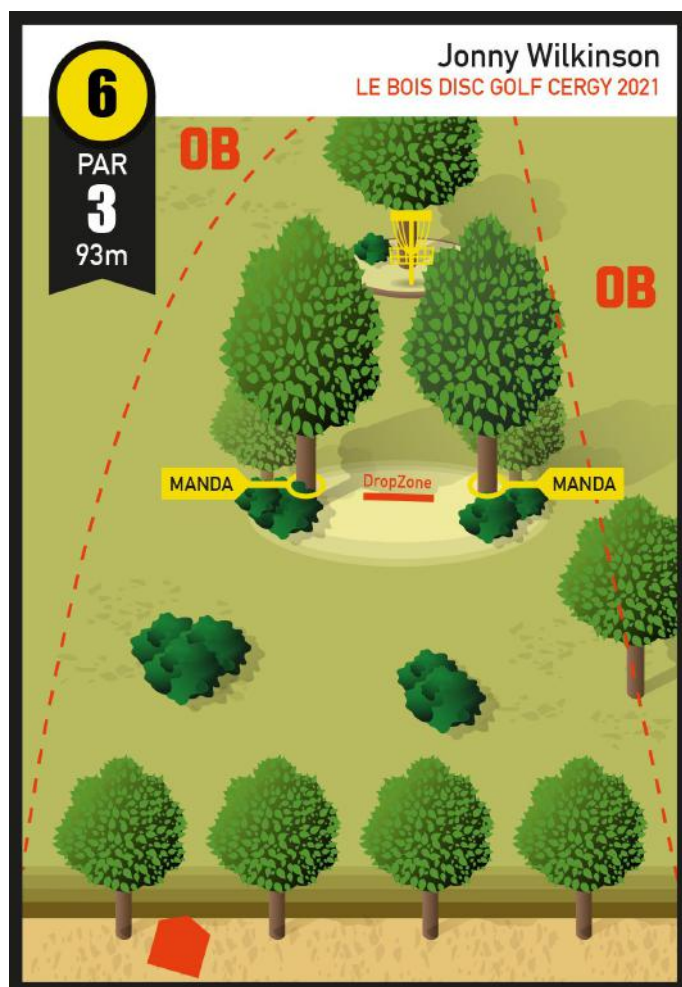 6
PAR
3
93m
Jonny Wilkinson
LE BOIS DISC GOLF CERGY 2021
OB
OB
MANDA
DropZone
MANDA